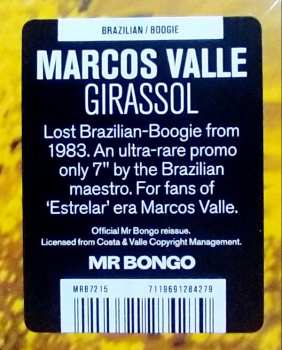 BRAZILIAN / BOOGIE
MARCOS VALLE
GIRASSOL
Lost Brazilian-Boogie from
1983. An ultra-rare promo
only 7" by the Brazilian
maestro. For fans of
'Estrelar' era Marcos Valle.
Official Mr Bongo reissue.
Licensed from Costa & Valle Copyright Management.
MR BONGO
MRB7215 7119691284279